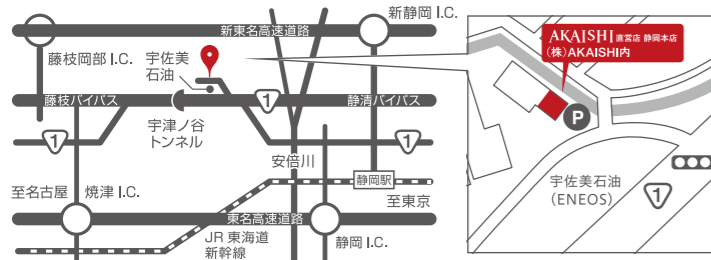 新静岡 I.C.
新東名高速道路
藤枝岡部 I.C.
宇佐美
石油
藤枝バイパス
1
静清バイパス
宇津ノ谷
トンネル
1
1
安倍川
静岡駅
至名古屋
焼津 I.C.
至東京
東名高速道路
JR 東海道
新幹線
静岡 I.C.
AKAISHI 直営店 静岡本店
(株)AKAISHI内
P
宇佐美石油
(ENEOS)
1